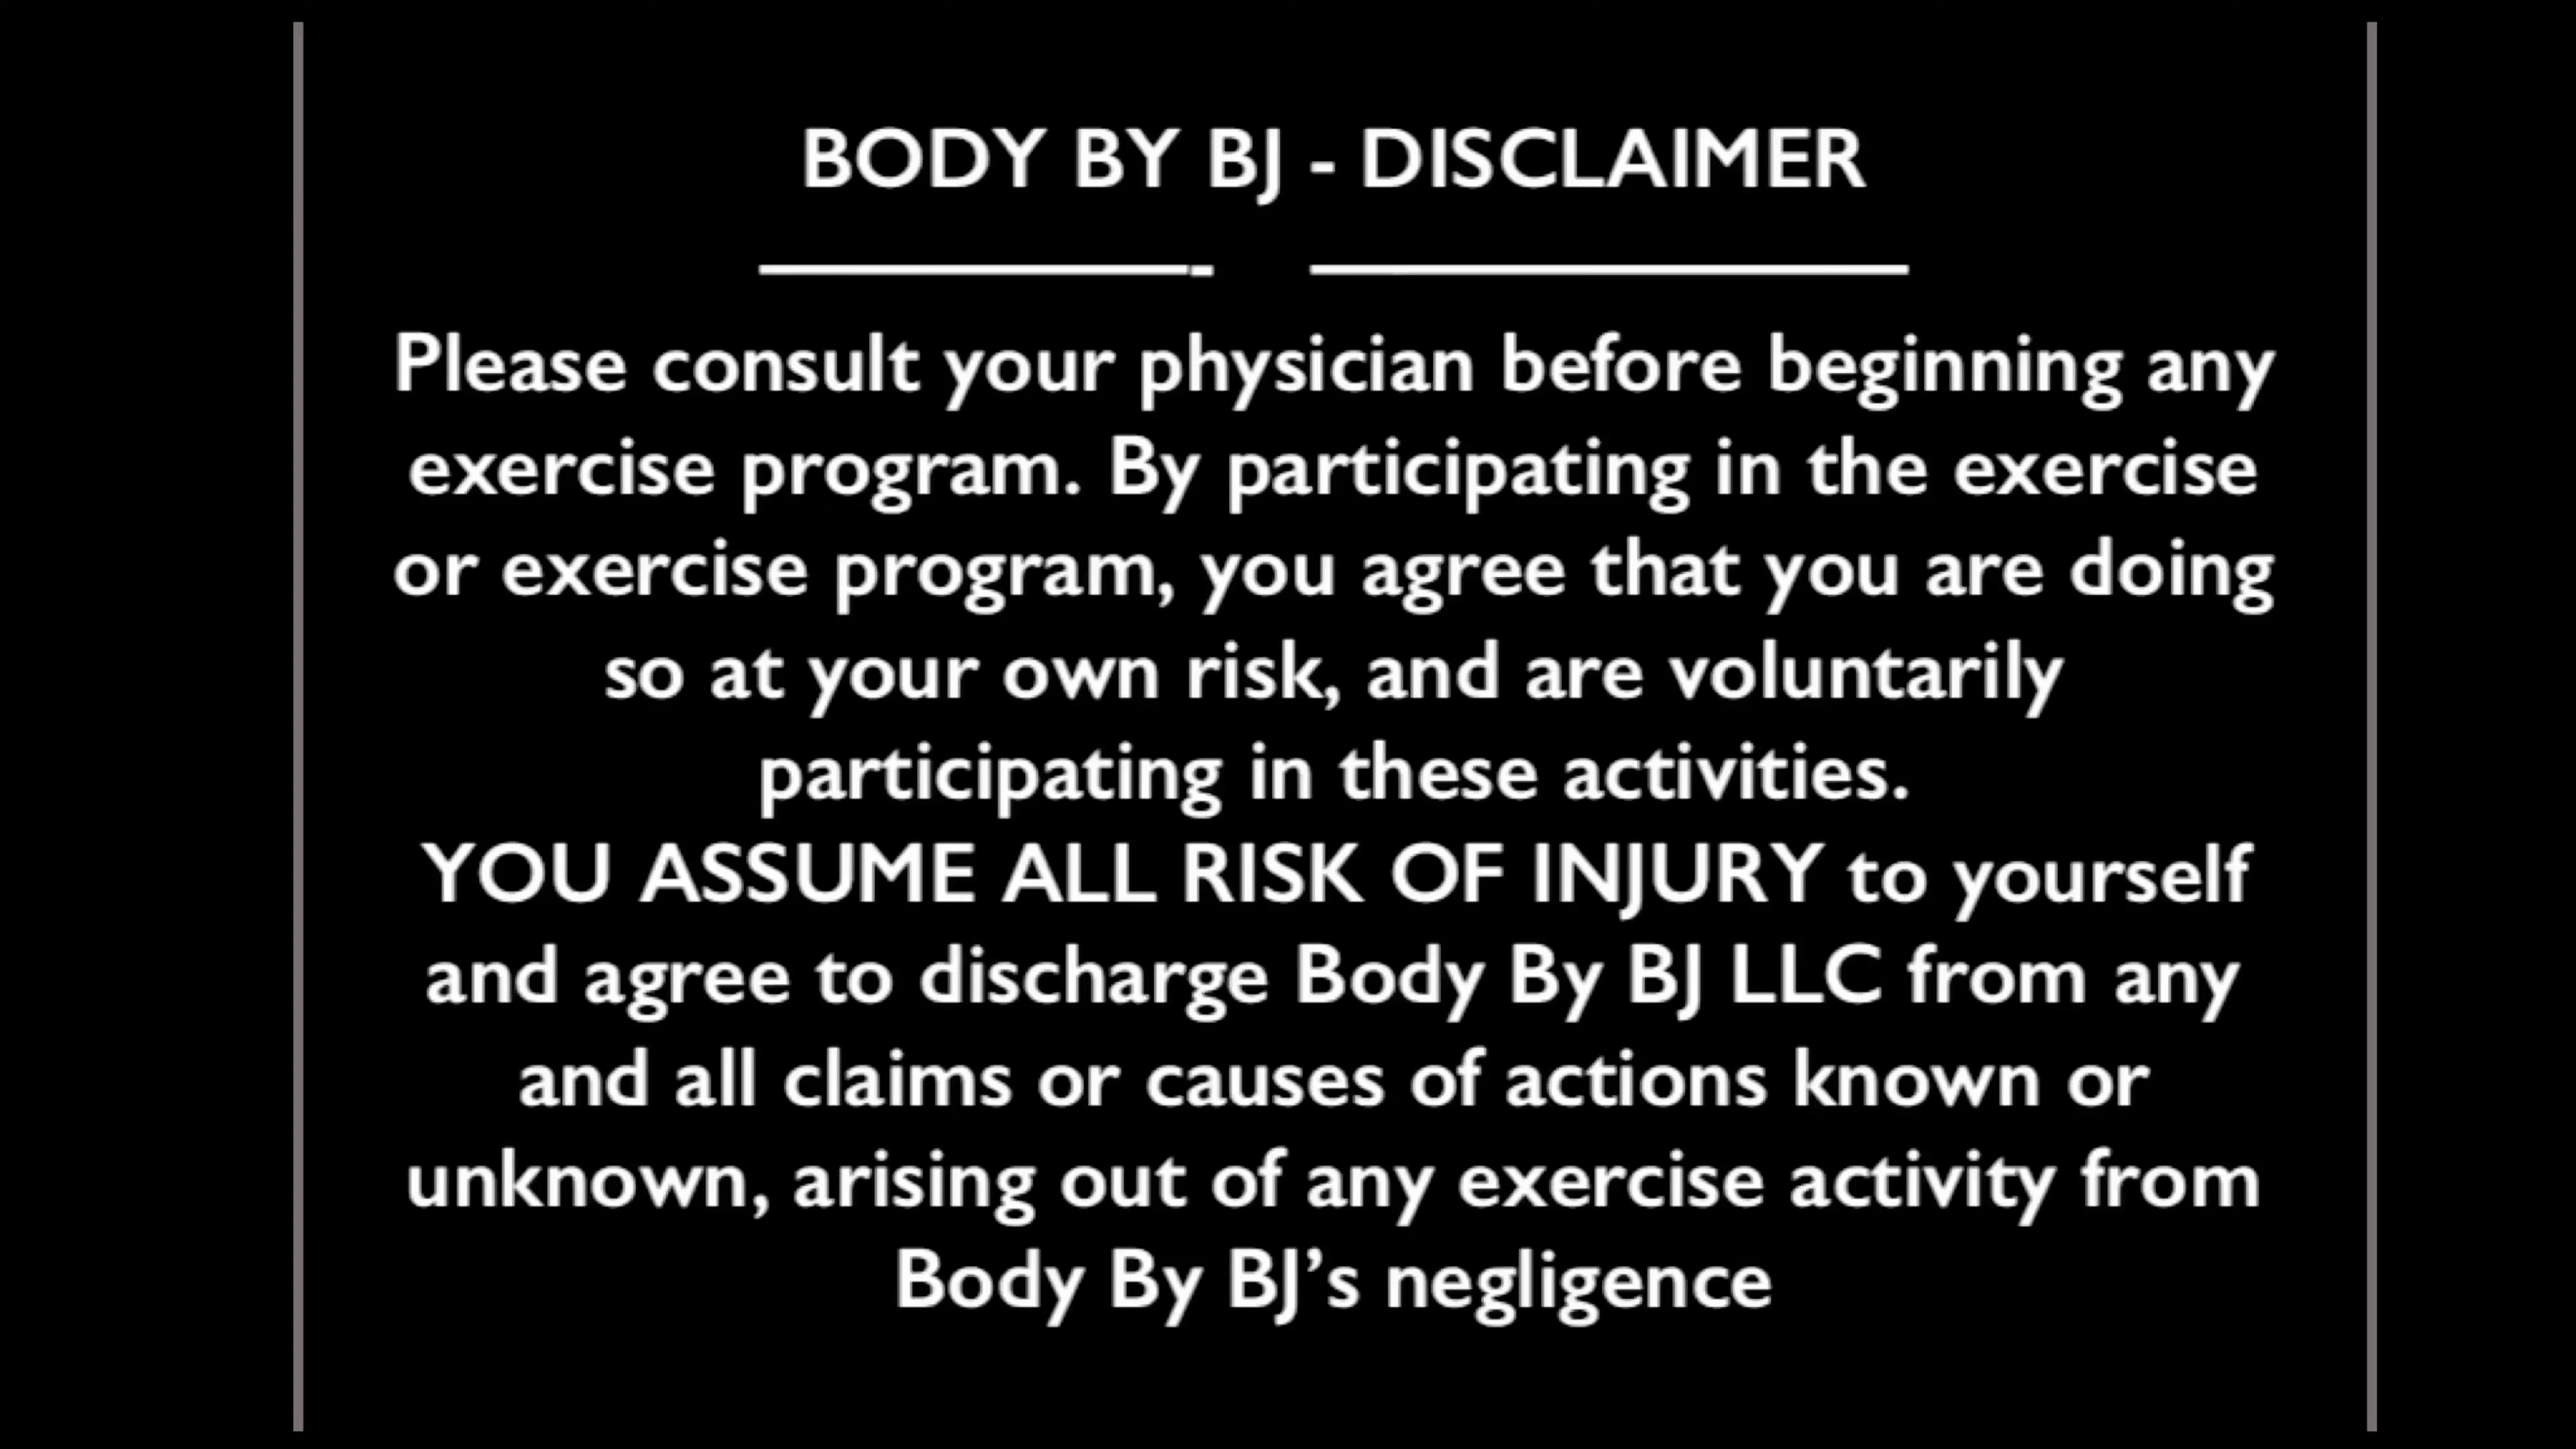 BODY BY BJ - DISCLAIMER
Please consult your physician before beginning any
exercise program. By participating in the exercise
or exercise program, you agree that you are doing
so at your own risk, and are voluntarily
participating in these activities.
YOU ASSUME ALL RISK OF INJURY to yourself
and agree to discharge Body By BJ LLC from any
and all claims or causes of actions known or
unknown, arising out of any exercise activity from
Body By BJ’s negligence